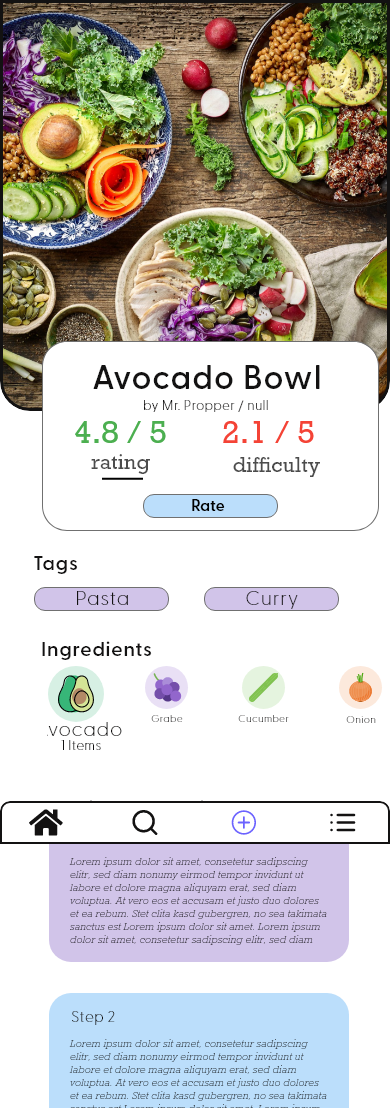 Avocado Bowl
by Mr. Propper / null
4.8 / 5 2.1 / 5
rating difficulty
Rate
Tags
Pasta Curry
Ingredients
vocado Grabe Cucumber Onion
1 Items
Lorem ipsum dolor sit amet, consetetur sadipscing
elitr, sed diam nonumy eirmod tempor invidunt ut
labore et dolore magna aliquyam erat, sed diam
voluptua. At vero eos et accusam et justo duo dolores
et ea rebum. Stet clita kasd gubergren, no sea takimata
sanctus est Lorem ipsum dolor sit amet. Lorem ipsum
dolor sit amet, consetetur sadipscing elitr, sed diam
Step 2
Lorem ipsum dolor sit amet, consetetur sadipscing
elitr, sed diam nonumy eirmod tempor invidunt ut
labore et dolore magna aliquyam erat, sed diam
voluptua. At vero eos et accusam et justo duo dolores
et ea rebum. Stet clita kasd gubergren, no sea takimata